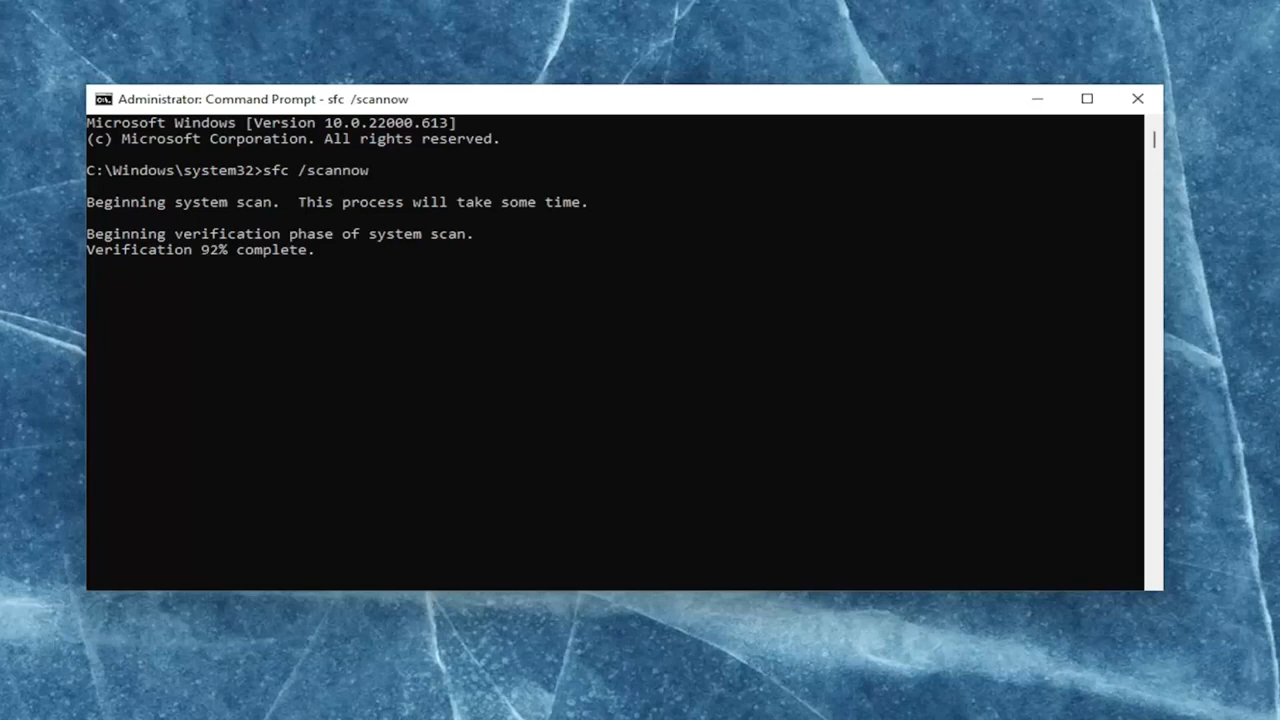 Administrator: Command Prompt - sfc /scannow
Microsoft Windows [Version 10.0.22000.613]
(c) Microsoft Corporation. All rights reserved.
C:\Windows\system32>sfc /scannow
Beginning system scan.  This process will take some time.
Beginning verification phase of system scan.
Verification 92% complete.